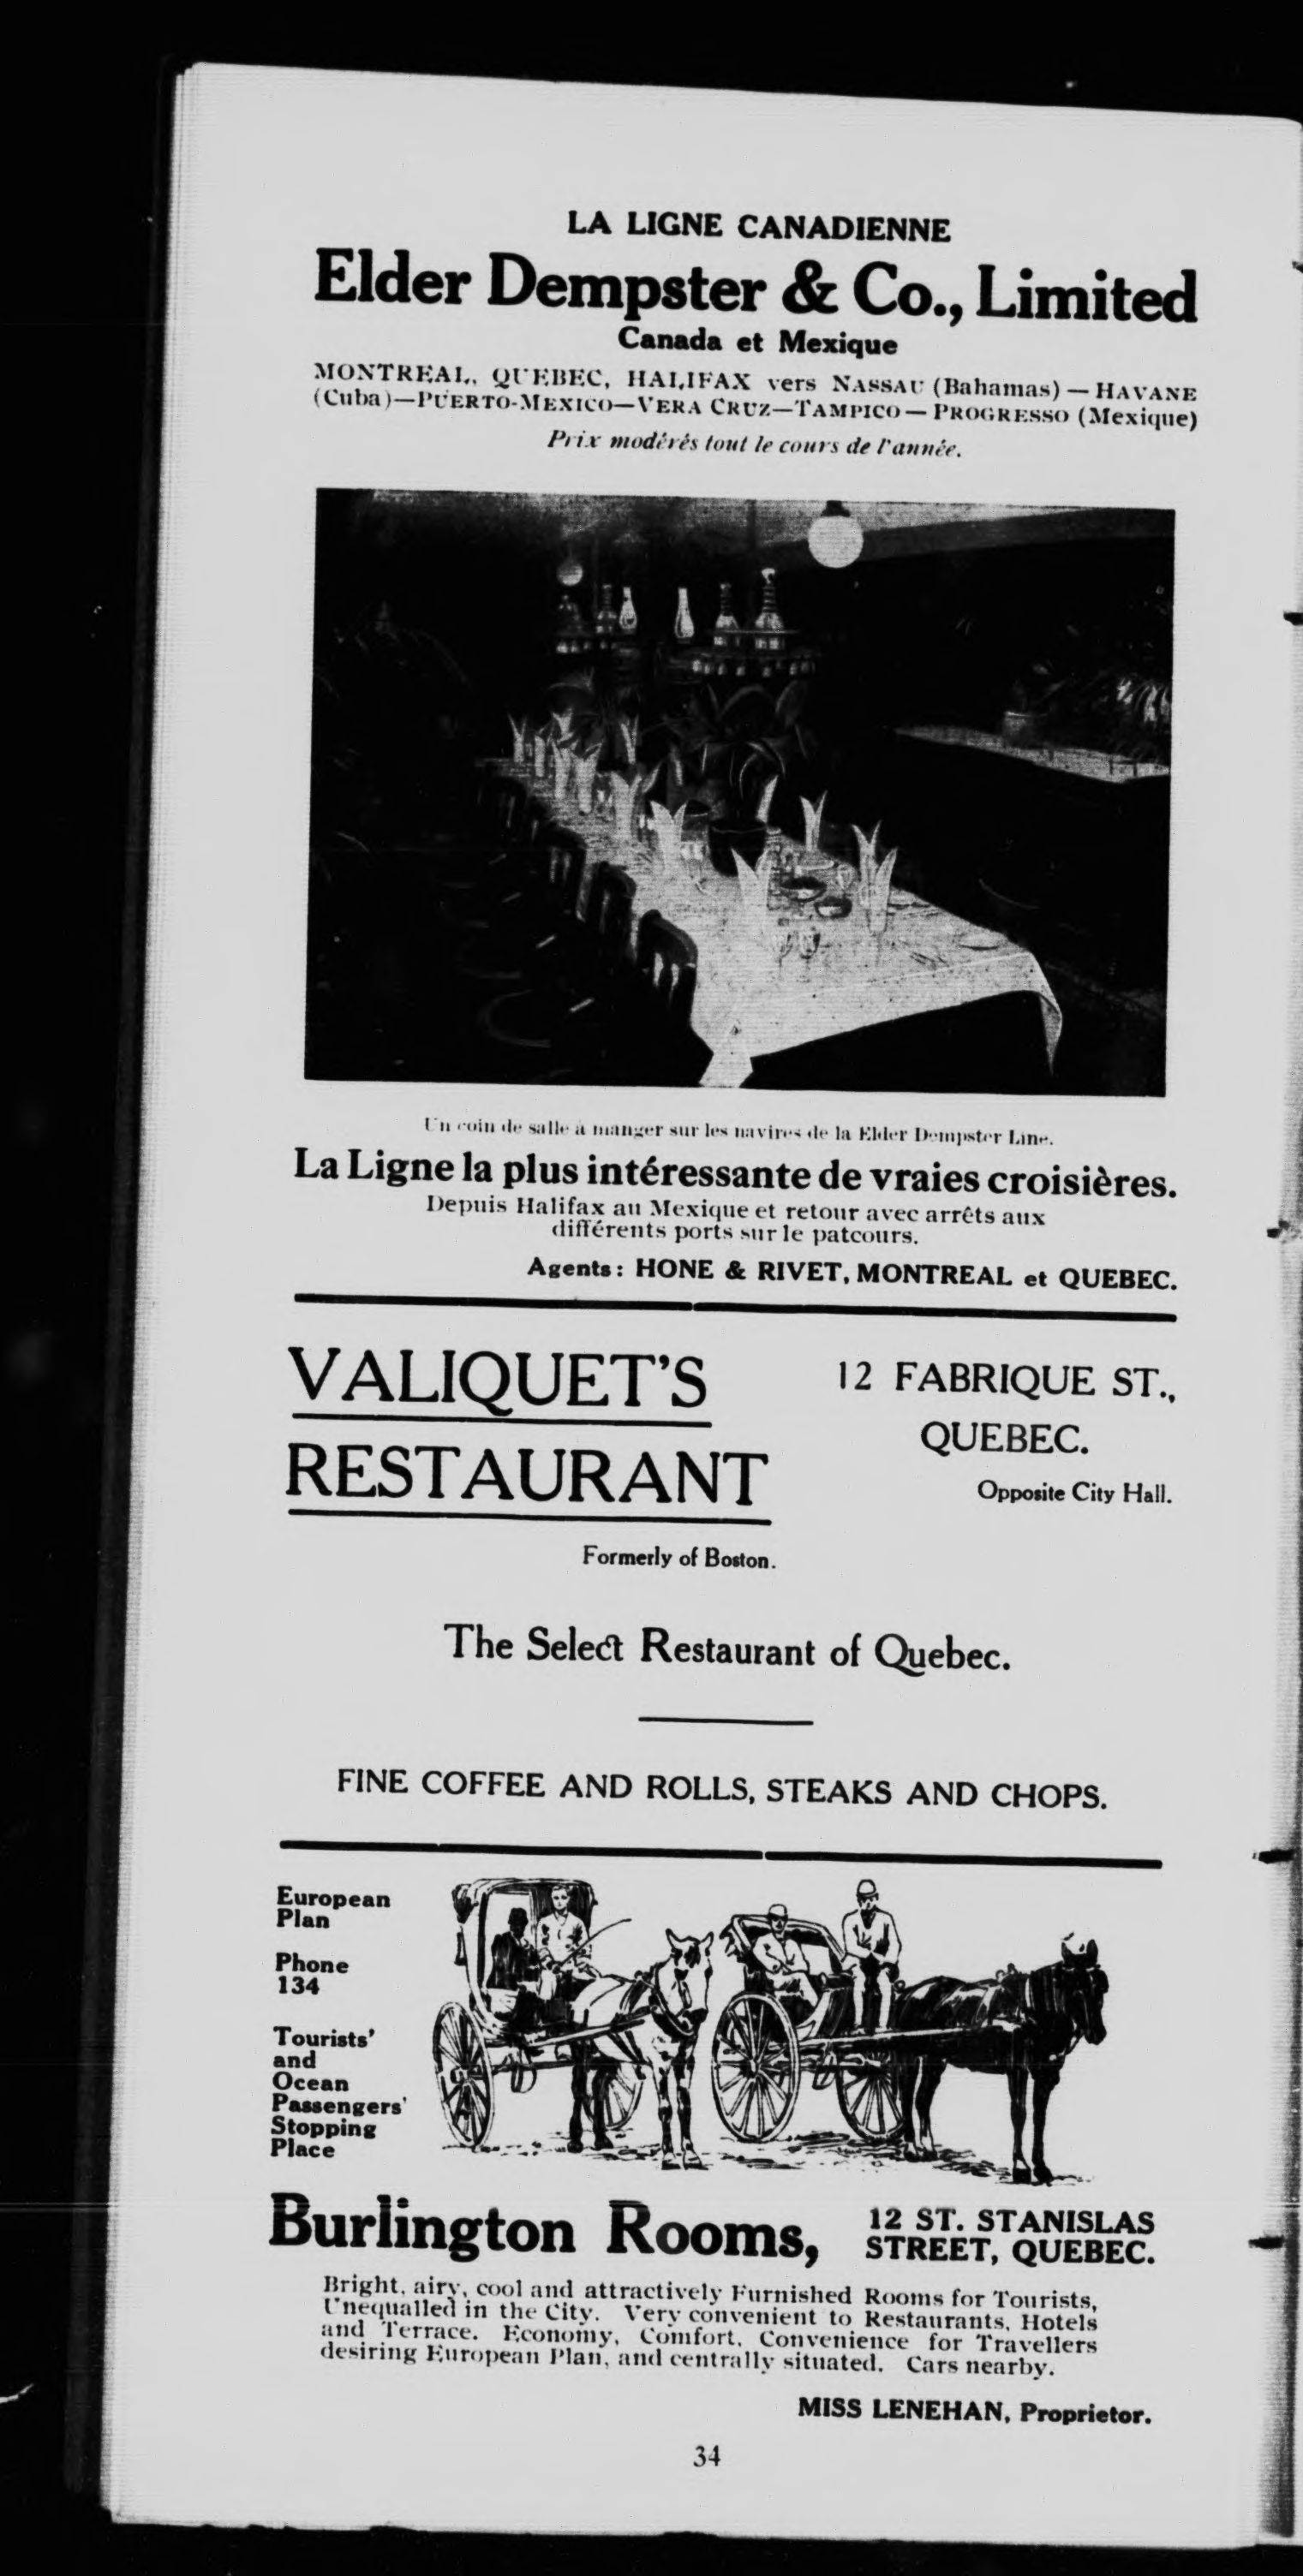 LA LIGNE CANADIENNE
Elder Dempster & Co., Limited
Canada et Mexique
MONTREAL, QUEBEC, HALIFAX vers NASSAU (Bahamas) — HAVANE
(Cuba)—PUERTO-MEXICO—VERA CRUZ—TAMPICO — PROGRESSO (Mexique)
Prix modérés tout le cours de l'année.
Un coin de salle à manger sur les navires de la Elder Dempster Line.
La Ligne la plus intéressante de vraies croisières.
Depuis Halifax au Mexique et retour avec arrêts aux
différents ports sur le patcours.
Agents: HONE & RIVET, MONTREAL et QUEBEC.
VALIQUET'S
RESTAURANT
12 FABRIQUE ST.,
QUEBEC.
Opposite City Hall.
Formerly of Boston.
The Select Restaurant of Quebec.
FINE COFFEE AND ROLLS, STEAKS AND CHOPS.
European
Plan
Phone
134
Tourists'
and
Ocean
Passengers'
Stopping
Place
Burlington Rooms,
12 ST. STANISLAS
STREET, QUEBEC.
Bright, airy, cool and attractively Furnished Rooms for Tourists,
Unequalled in the City. Very convenient to Restaurants, Hotels
and Terrace. Economy, Comfort, Convenience for Travellers
desiring European Plan, and centrally situated. Cars nearby.
MISS LENEHAN, Proprietor.
34